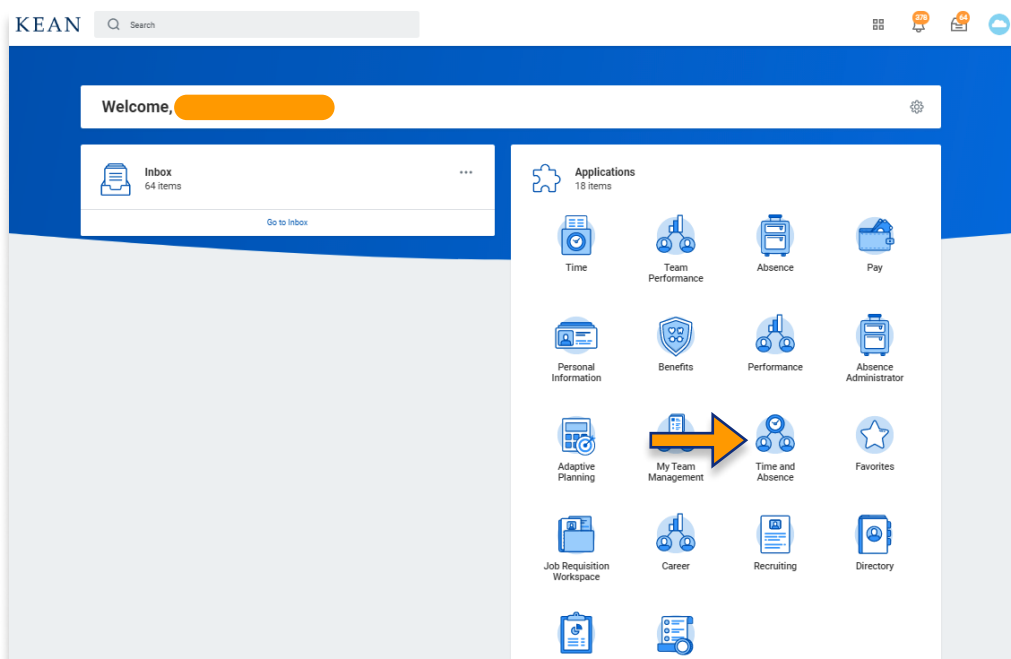 KEAN
Search
378
64
Welcome,
Inbox
64 items
Go to Inbox
Applications
18 items
Time
Team
Performance
Absence
Pay
Personal
Information
Benefits
Performance
Absence
Administrator
Adaptive
Planning
My Team
Management
Time and
Absence
Favorites
Job Requisition
Workspace
Career
Recruiting
Directory